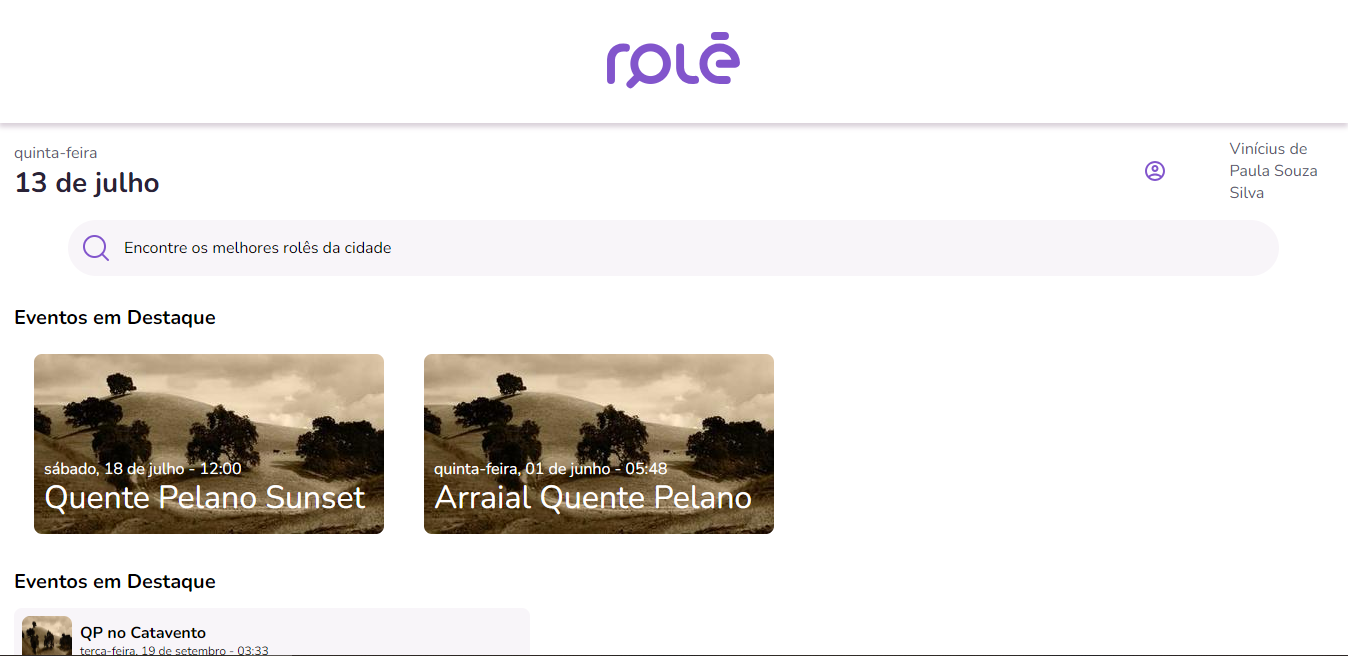 rolê
quinta-feira
13 de julho
Vinícius de
Paula Souza
Silva
Encontre os melhores rolês da cidade
Eventos em Destaque
sábado, 18 de julho - 12:00
Quente Pelano Sunset
quinta-feira, 01 de junho - 05:48
Arraial Quente Pelano
Eventos em Destaque
QP no Catavento
terça-feira, 19 de setembro - 03:33